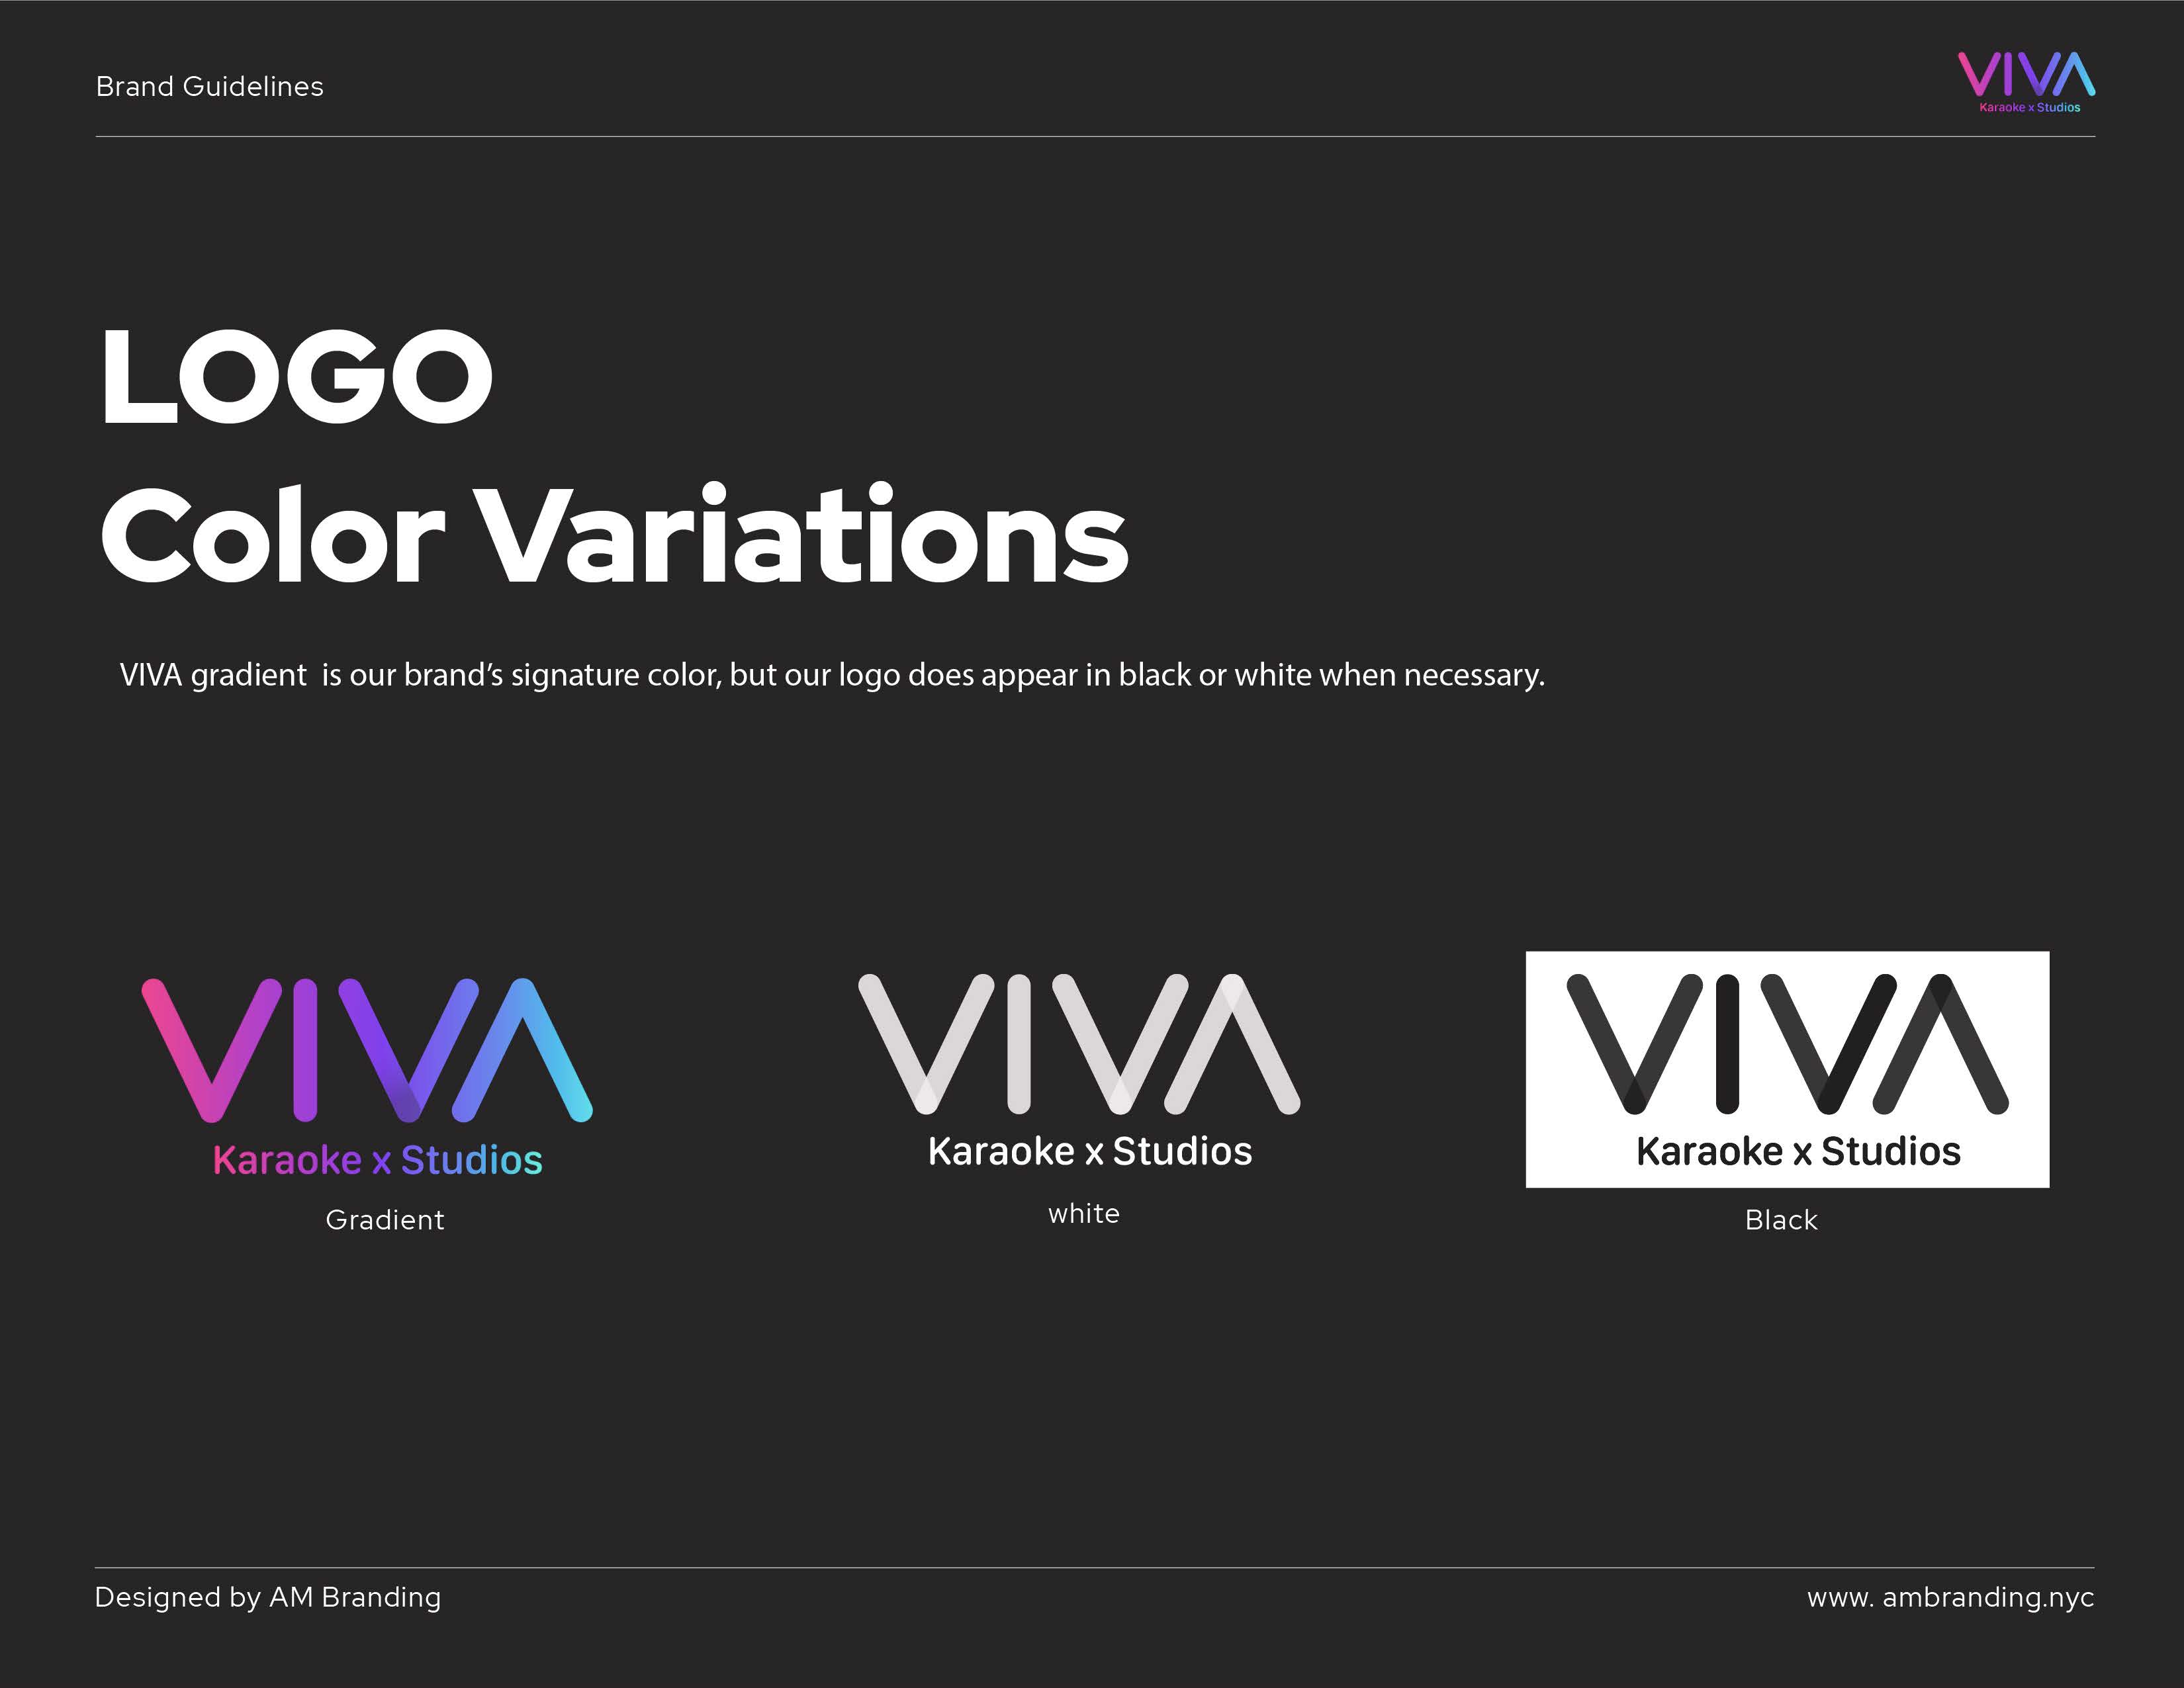 Brand Guidelines
VIVA
Karaoke x Studios
LOGO
Color Variations
VIVA gradient  is our brand’s signature color, but our logo does appear in black or white when necessary.
VIVA
Karaoke x Studios
Gradient
VIVA
Karaoke x Studios
white
VIVA
Karaoke x Studios
Black
Designed by AM Branding
www. ambranding.nyc